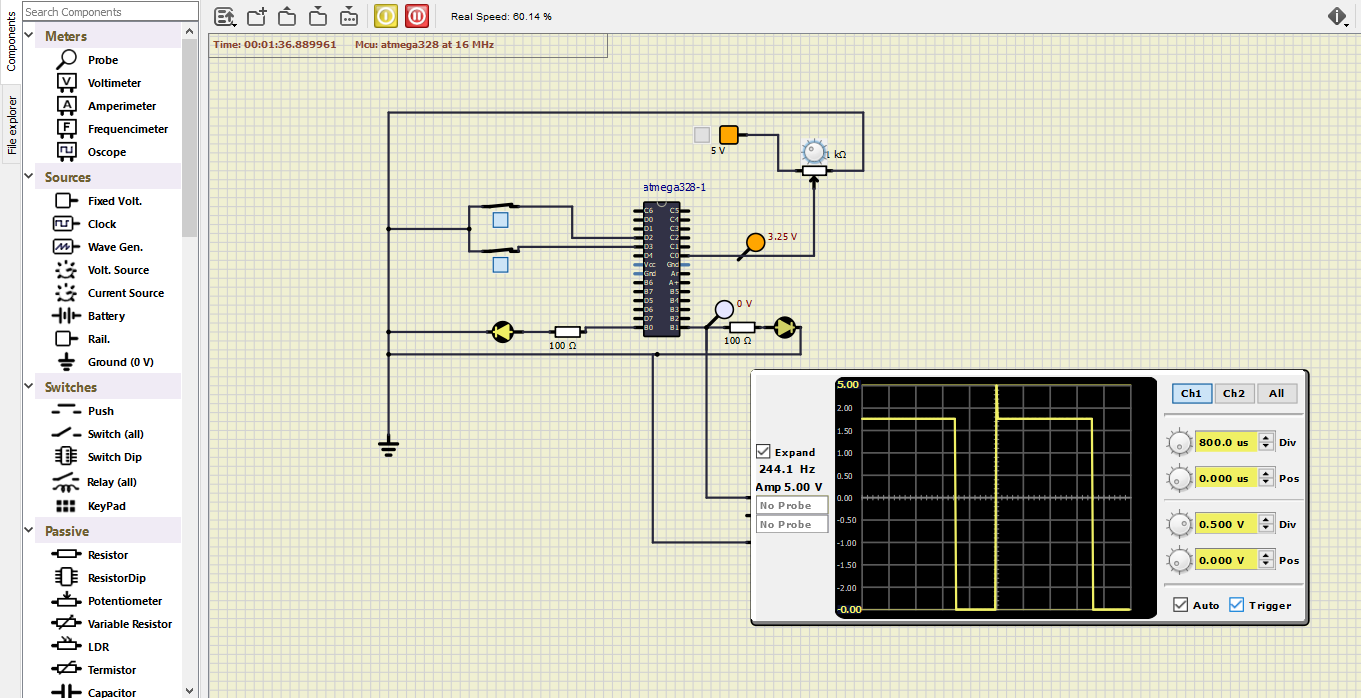 Search Components
Components
File explorer
Meters
Probe
Voltimeter
Amperimeter
Frequencimeter
Oscope
Sources
Fixed Volt.
Clock
Wave Gen.
Volt. Source
Current Source
Battery
Rail.
Ground (0 V)
Switches
Push
Switch (all)
Switch Dip
Relay (all)
KeyPad
Passive
Resistor
ResistorDip
Potentiometer
Variable Resistor
LDR
Termistor
Capacitor
Real Speed: 60.14 %
Time: 00:01:36.889961 Mcu: atmega328 at 16 MHz
5 V
1 kΩ
atmega328-1
C6 C5
D0 C4
D1 C3
D2 C2
D3 C1
D4 C0
Vcc Gnd
Gnd Ar
B6 A+
B7 B5
D5 B4
D6 B3
D7 B2
B0 B1
3.25 V
0 V
100 Ω
100 Ω
Expand
244.1 Hz
Amp 5.00 V
No Probe
No Probe
5.00
2.00
1.50
1.00
0.50
0.00
-0.50
-1.00
-1.50
-2.00
-0.00
Ch1 Ch2 All
800.0 us Div
0.000 us Pos
0.500 V Div
0.000 V Pos
Auto Trigger